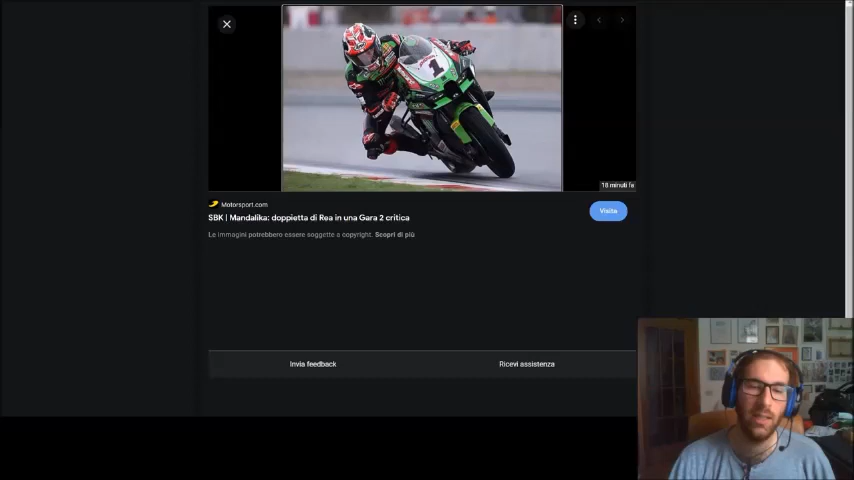 1
18 minuti fa
Motorsport.com
SBK | Mandalika: doppietta di Rea in una Gara 2 critica
Visita
Le immagini potrebbero essere soggette a copyright. Scopri di più
Invia feedback
Ricevi assistenza